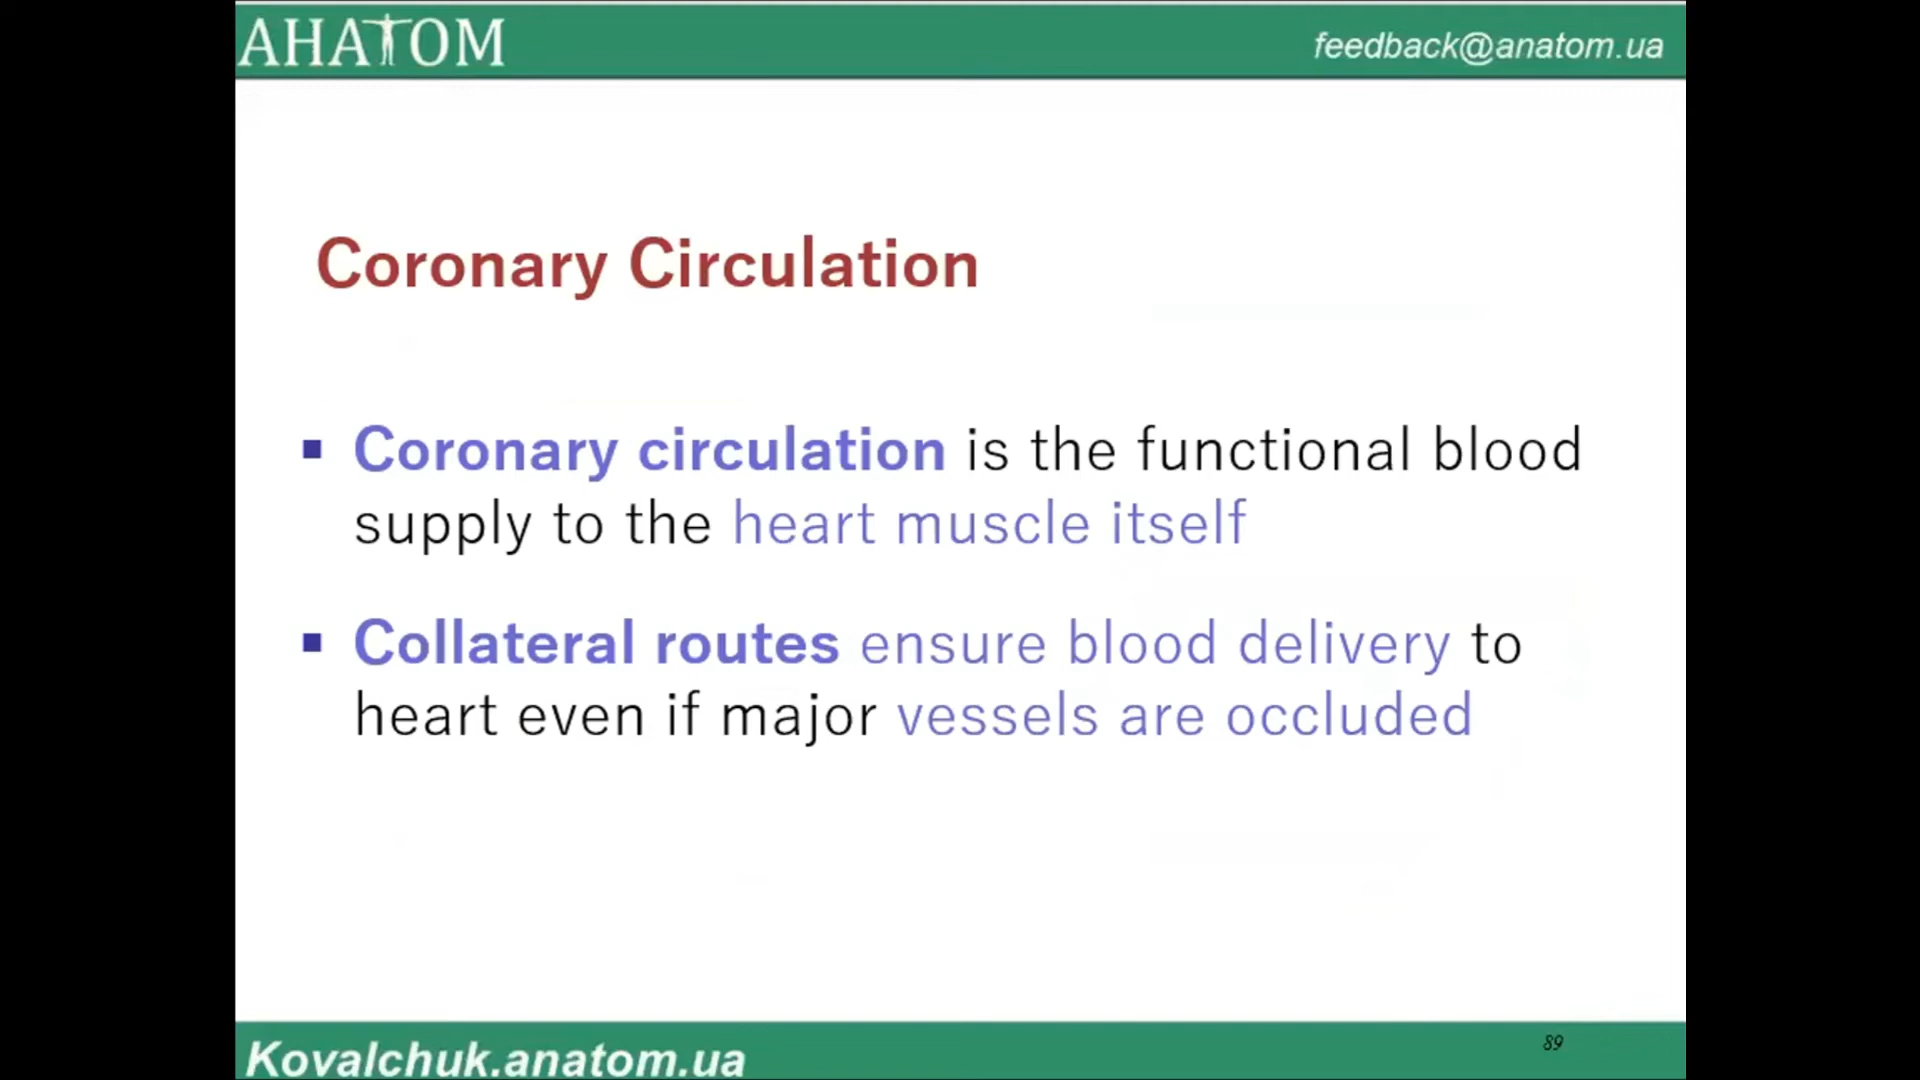 АНАТОМ
feedback@anatom.ua
Coronary Circulation
▪ Coronary circulation is the functional blood
supply to the heart muscle itself
▪ Collateral routes ensure blood delivery to
heart even if major vessels are occluded
Kovalchuk.anatom.ua
89